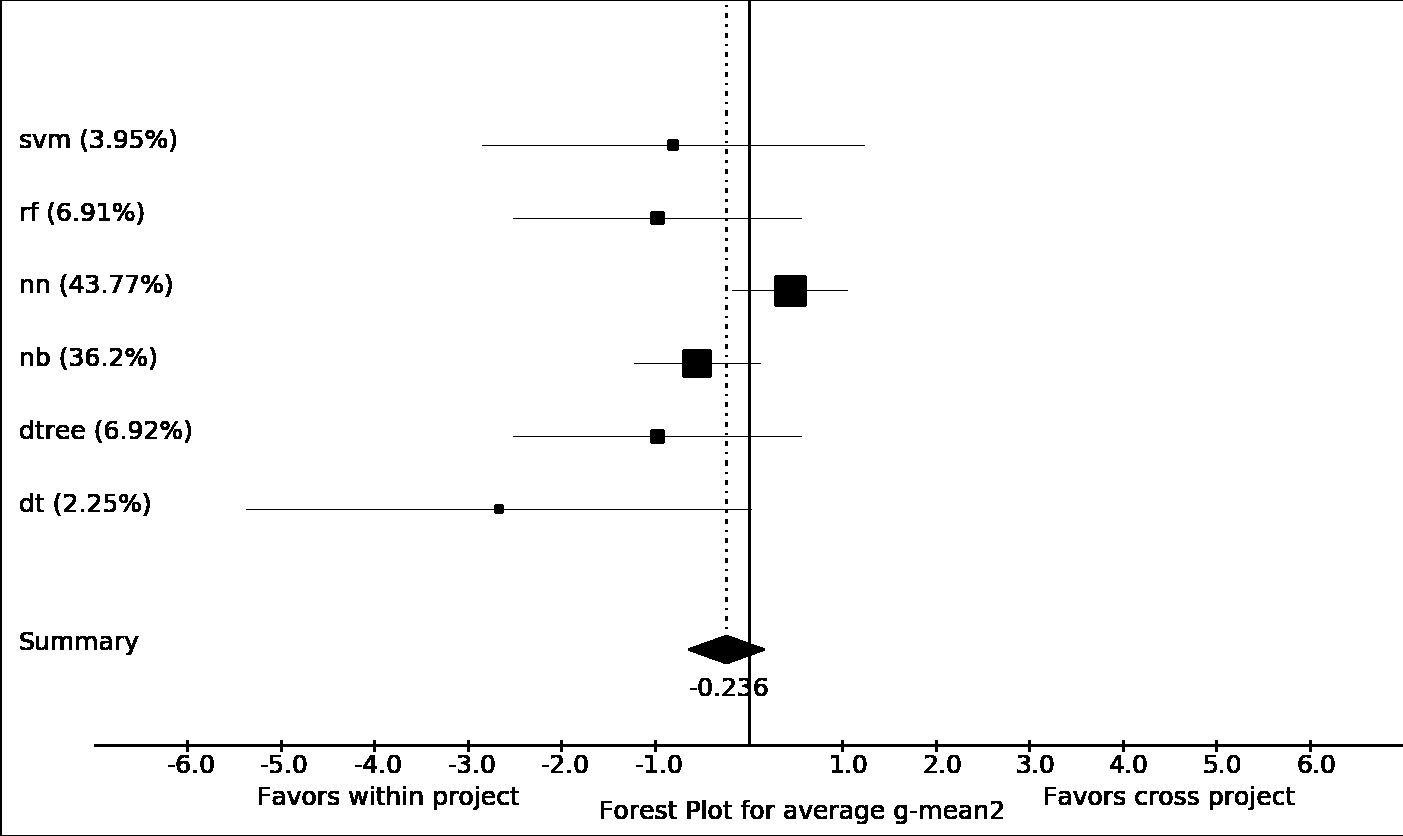 svm (3.95%)
rf (6.91%)
nn (43.77%)
nb (36.2%)
dtree (6.92%)
dt (2.25%)
Summary
-0.236
-6.0 -5.0 -4.0 -3.0 -2.0 -1.0 1.0 2.0 3.0 4.0 5.0 6.0
Favors within project Favors cross project
Forest Plot for average g-mean2